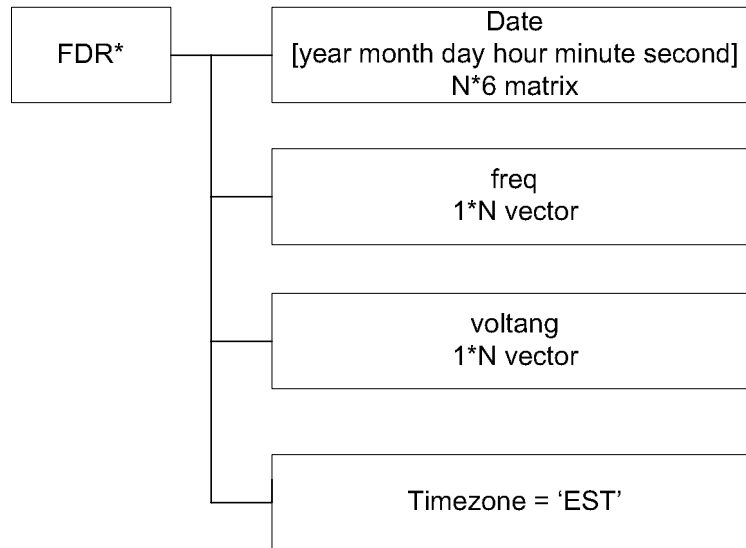 FDR*
Date
[year month day hour minute second]
N*6 matrix
freq
1*N vector
voltang
1*N vector
Timezone = ‘EST’